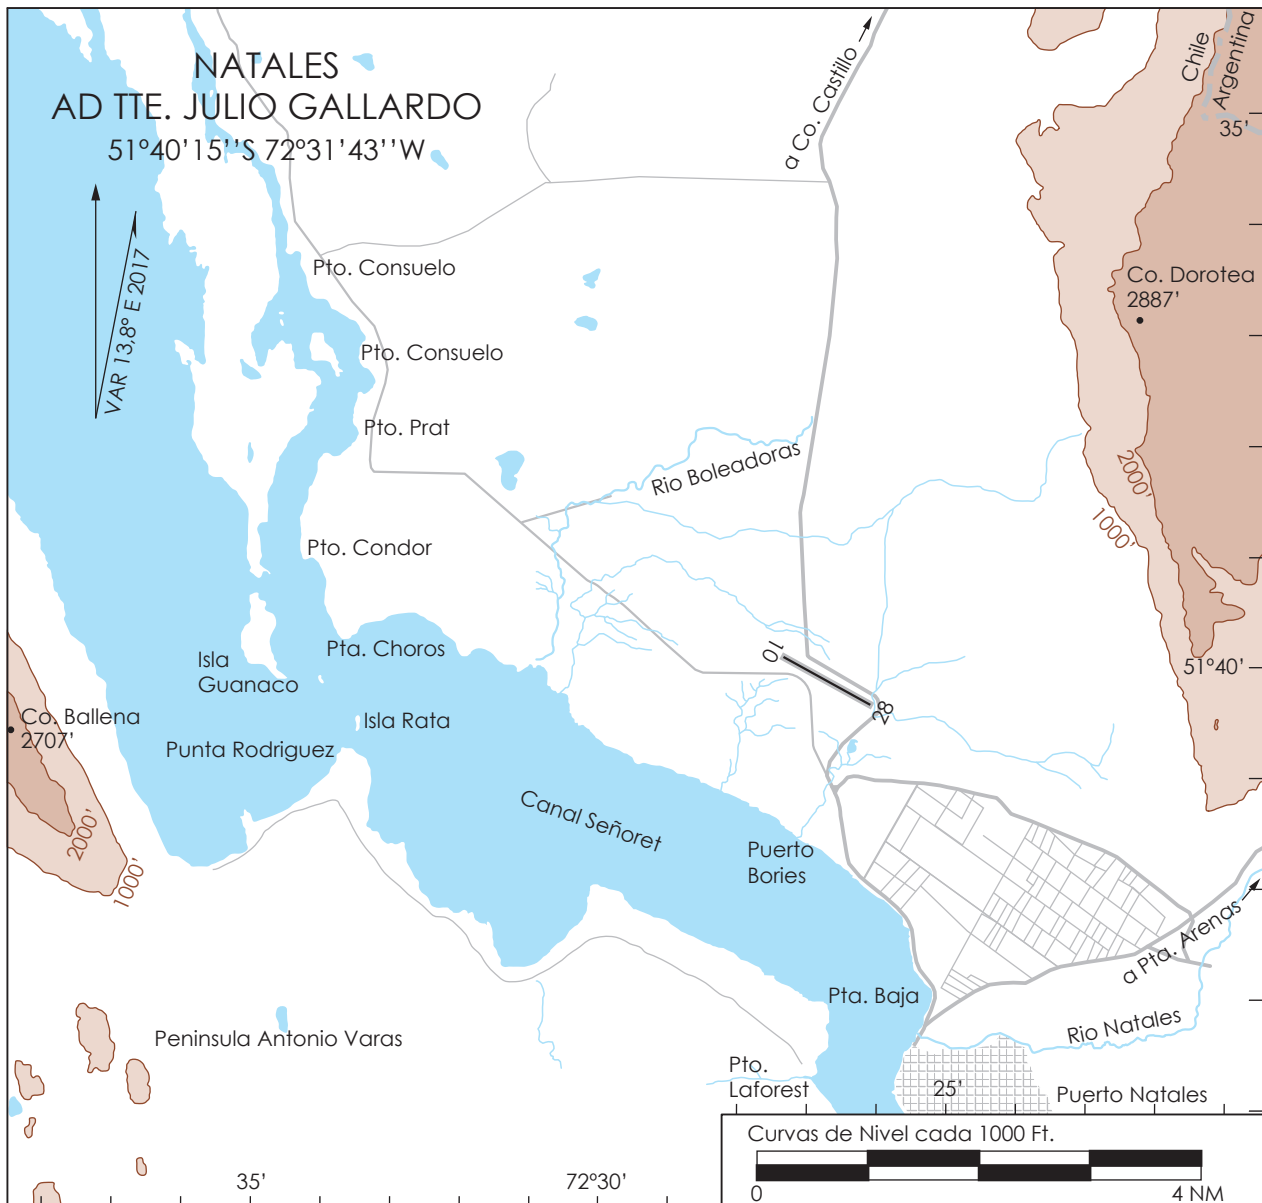 NATALES
AD TTE. JULIO GALLARDO
51°40'15''S 72°31'43''W
VAR 13,8° E 2017
a Co. Castillo
Chile
Argentina
35'
Pto. Consuelo
Co. Dorotea
2887'
Pto. Consuelo
Pto. Prat
Rio Boleadoras
2000'
1000'
Pto. Condor
10
28
51°40'
Pta. Choros
Isla
Guanaco
Isla Rata
Co. Ballena
2707'
Punta Rodriguez
2000'
1000'
Canal Señoret
Puerto
Bories
a Pta. Arenas
Pta. Baja
Rio Natales
Peninsula Antonio Varas
Pto.
Laforest
25'
Puerto Natales
Curvas de Nivel cada 1000 Ft.
0
4 NM
35'
72°30'